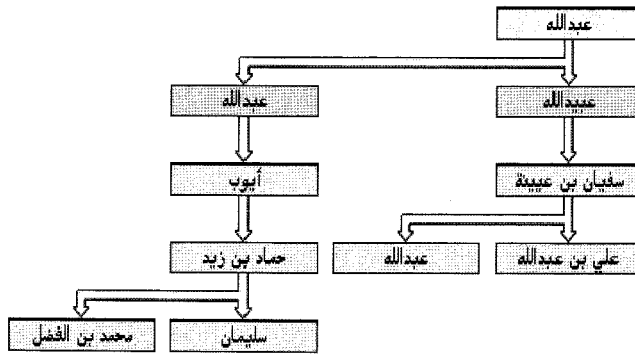 عبدالله
عبيدالله
عبدالله
سفيان بن عيينة
أيوب
علي بن عبدالله
عبدالله
حماد بن زيد
سليمان
محمد بن الفضل